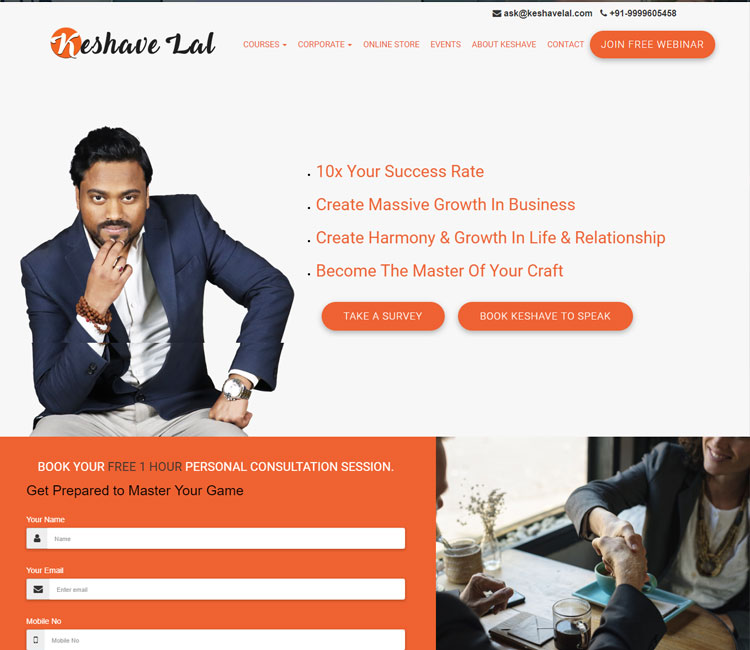 ask@keshavelal.com +91-9999605458
Keshave Lal
COURSES CORPORATE ONLINE STORE EVENTS ABOUT KESHAVE CONTACT JOIN FREE WEBINAR
10x Your Success Rate
Create Massive Growth In Business
Create Harmony & Growth In Life & Relationship
Become The Master Of Your Craft
TAKE A SURVEY BOOK KESHAVE TO SPEAK
BOOK YOUR FREE 1 HOUR PERSONAL CONSULTATION SESSION.
Get Prepared to Master Your Game
Your Name
Name
Your Email
Enter email
Mobile No
Mobile No